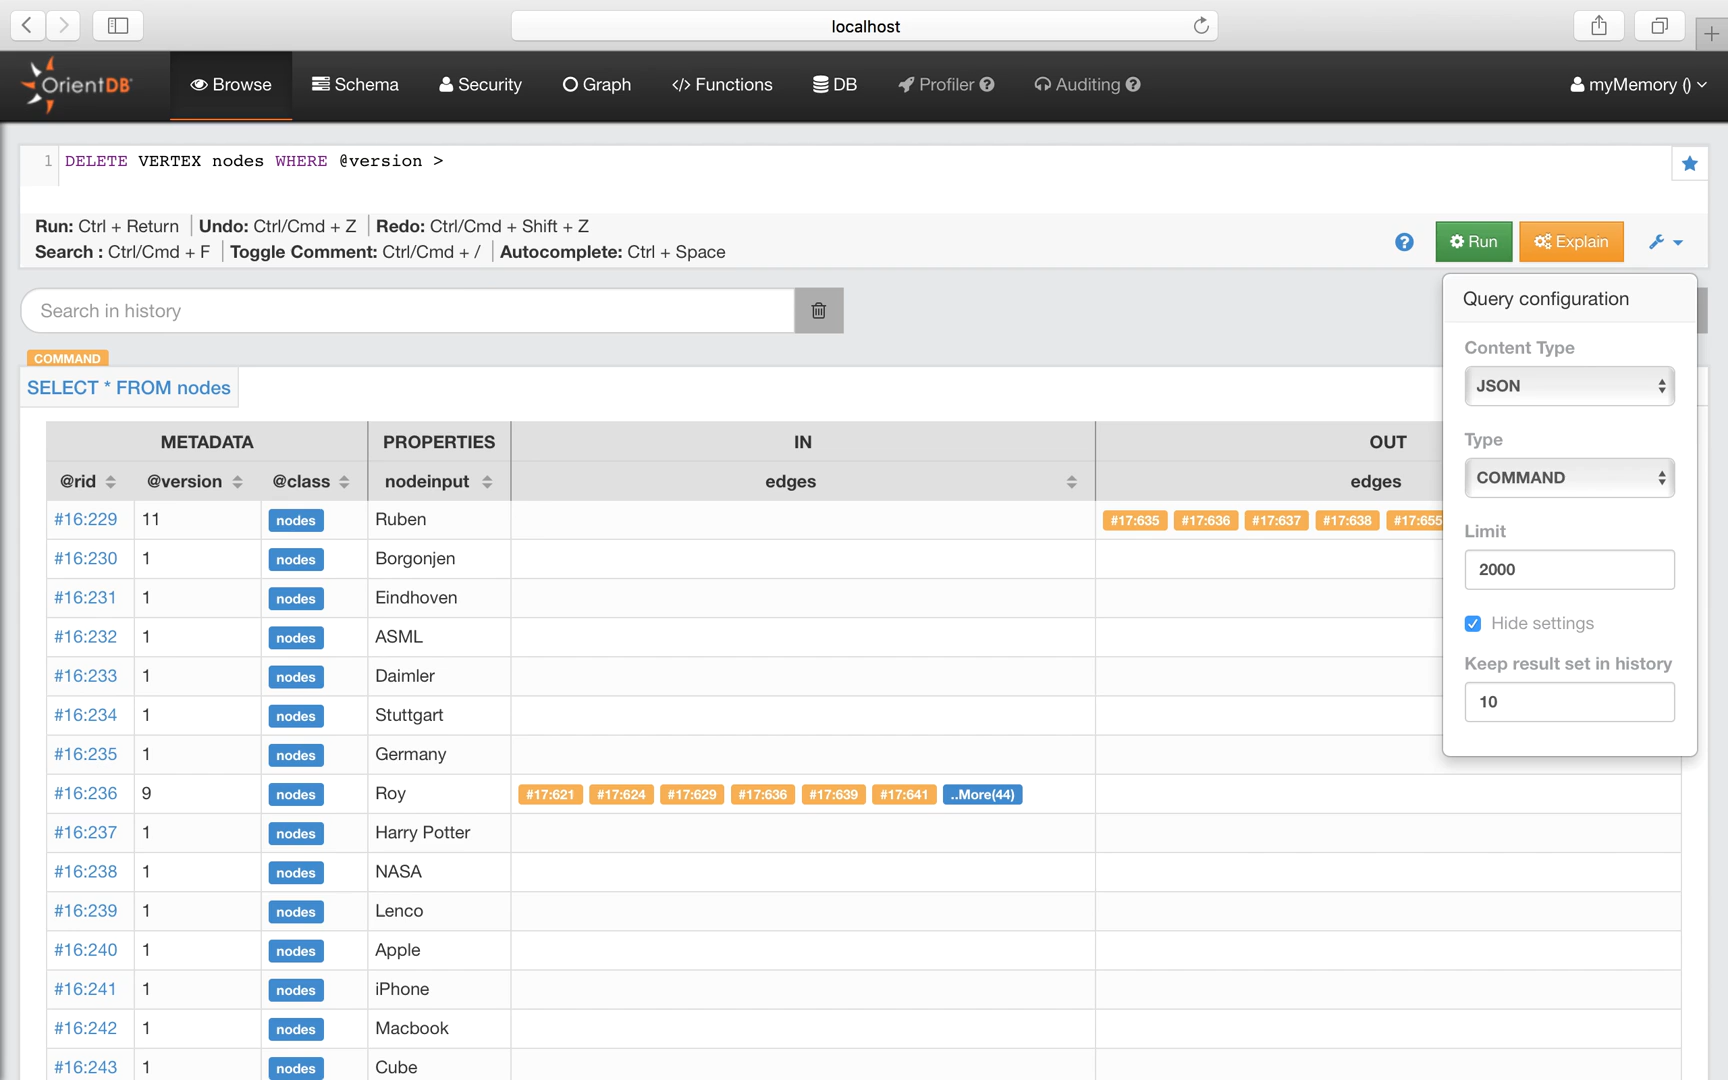 localhost
OrientDB
Browse
Schema
Security
Graph
Functions
DB
Profiler
Auditing
myMemory ()
1 DELETE VERTEX nodes WHERE @version >
Run: Ctrl + Return Undo: Ctrl/Cmd + Z Redo: Ctrl/Cmd + Shift + Z
Search : Ctrl/Cmd + F Toggle Comment: Ctrl/Cmd + / Autocomplete: Ctrl + Space
Run
Explain
Search in history
Query configuration
Content Type
JSON
Type
COMMAND
Limit
2000
Hide settings
Keep result set in history
10
COMMAND
SELECT * FROM nodes
METADATA PROPERTIES IN OUT
@rid @version @class nodeinput edges edges
#16:229 11 nodes Ruben #17:635 #17:636 #17:637 #17:638 #17:655
#16:230 1 nodes Borgonjen
#16:231 1 nodes Eindhoven
#16:232 1 nodes ASML
#16:233 1 nodes Daimler
#16:234 1 nodes Stuttgart
#16:235 1 nodes Germany
#16:236 9 nodes Roy #17:621 #17:624 #17:629 #17:636 #17:639 #17:641 ..More(44)
#16:237 1 nodes Harry Potter
#16:238 1 nodes NASA
#16:239 1 nodes Lenco
#16:240 1 nodes Apple
#16:241 1 nodes iPhone
#16:242 1 nodes Macbook
#16:243 1 nodes Cube